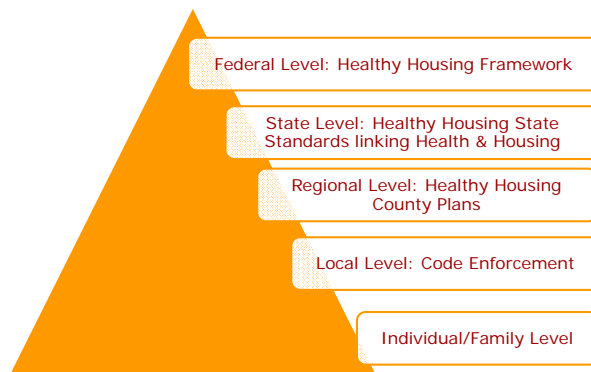 Federal Level: Healthy Housing Framework
State Level: Healthy Housing State
Standards linking Health & Housing
Regional Level: Healthy Housing
County Plans
Local Level: Code Enforcement
Individual/Family Level